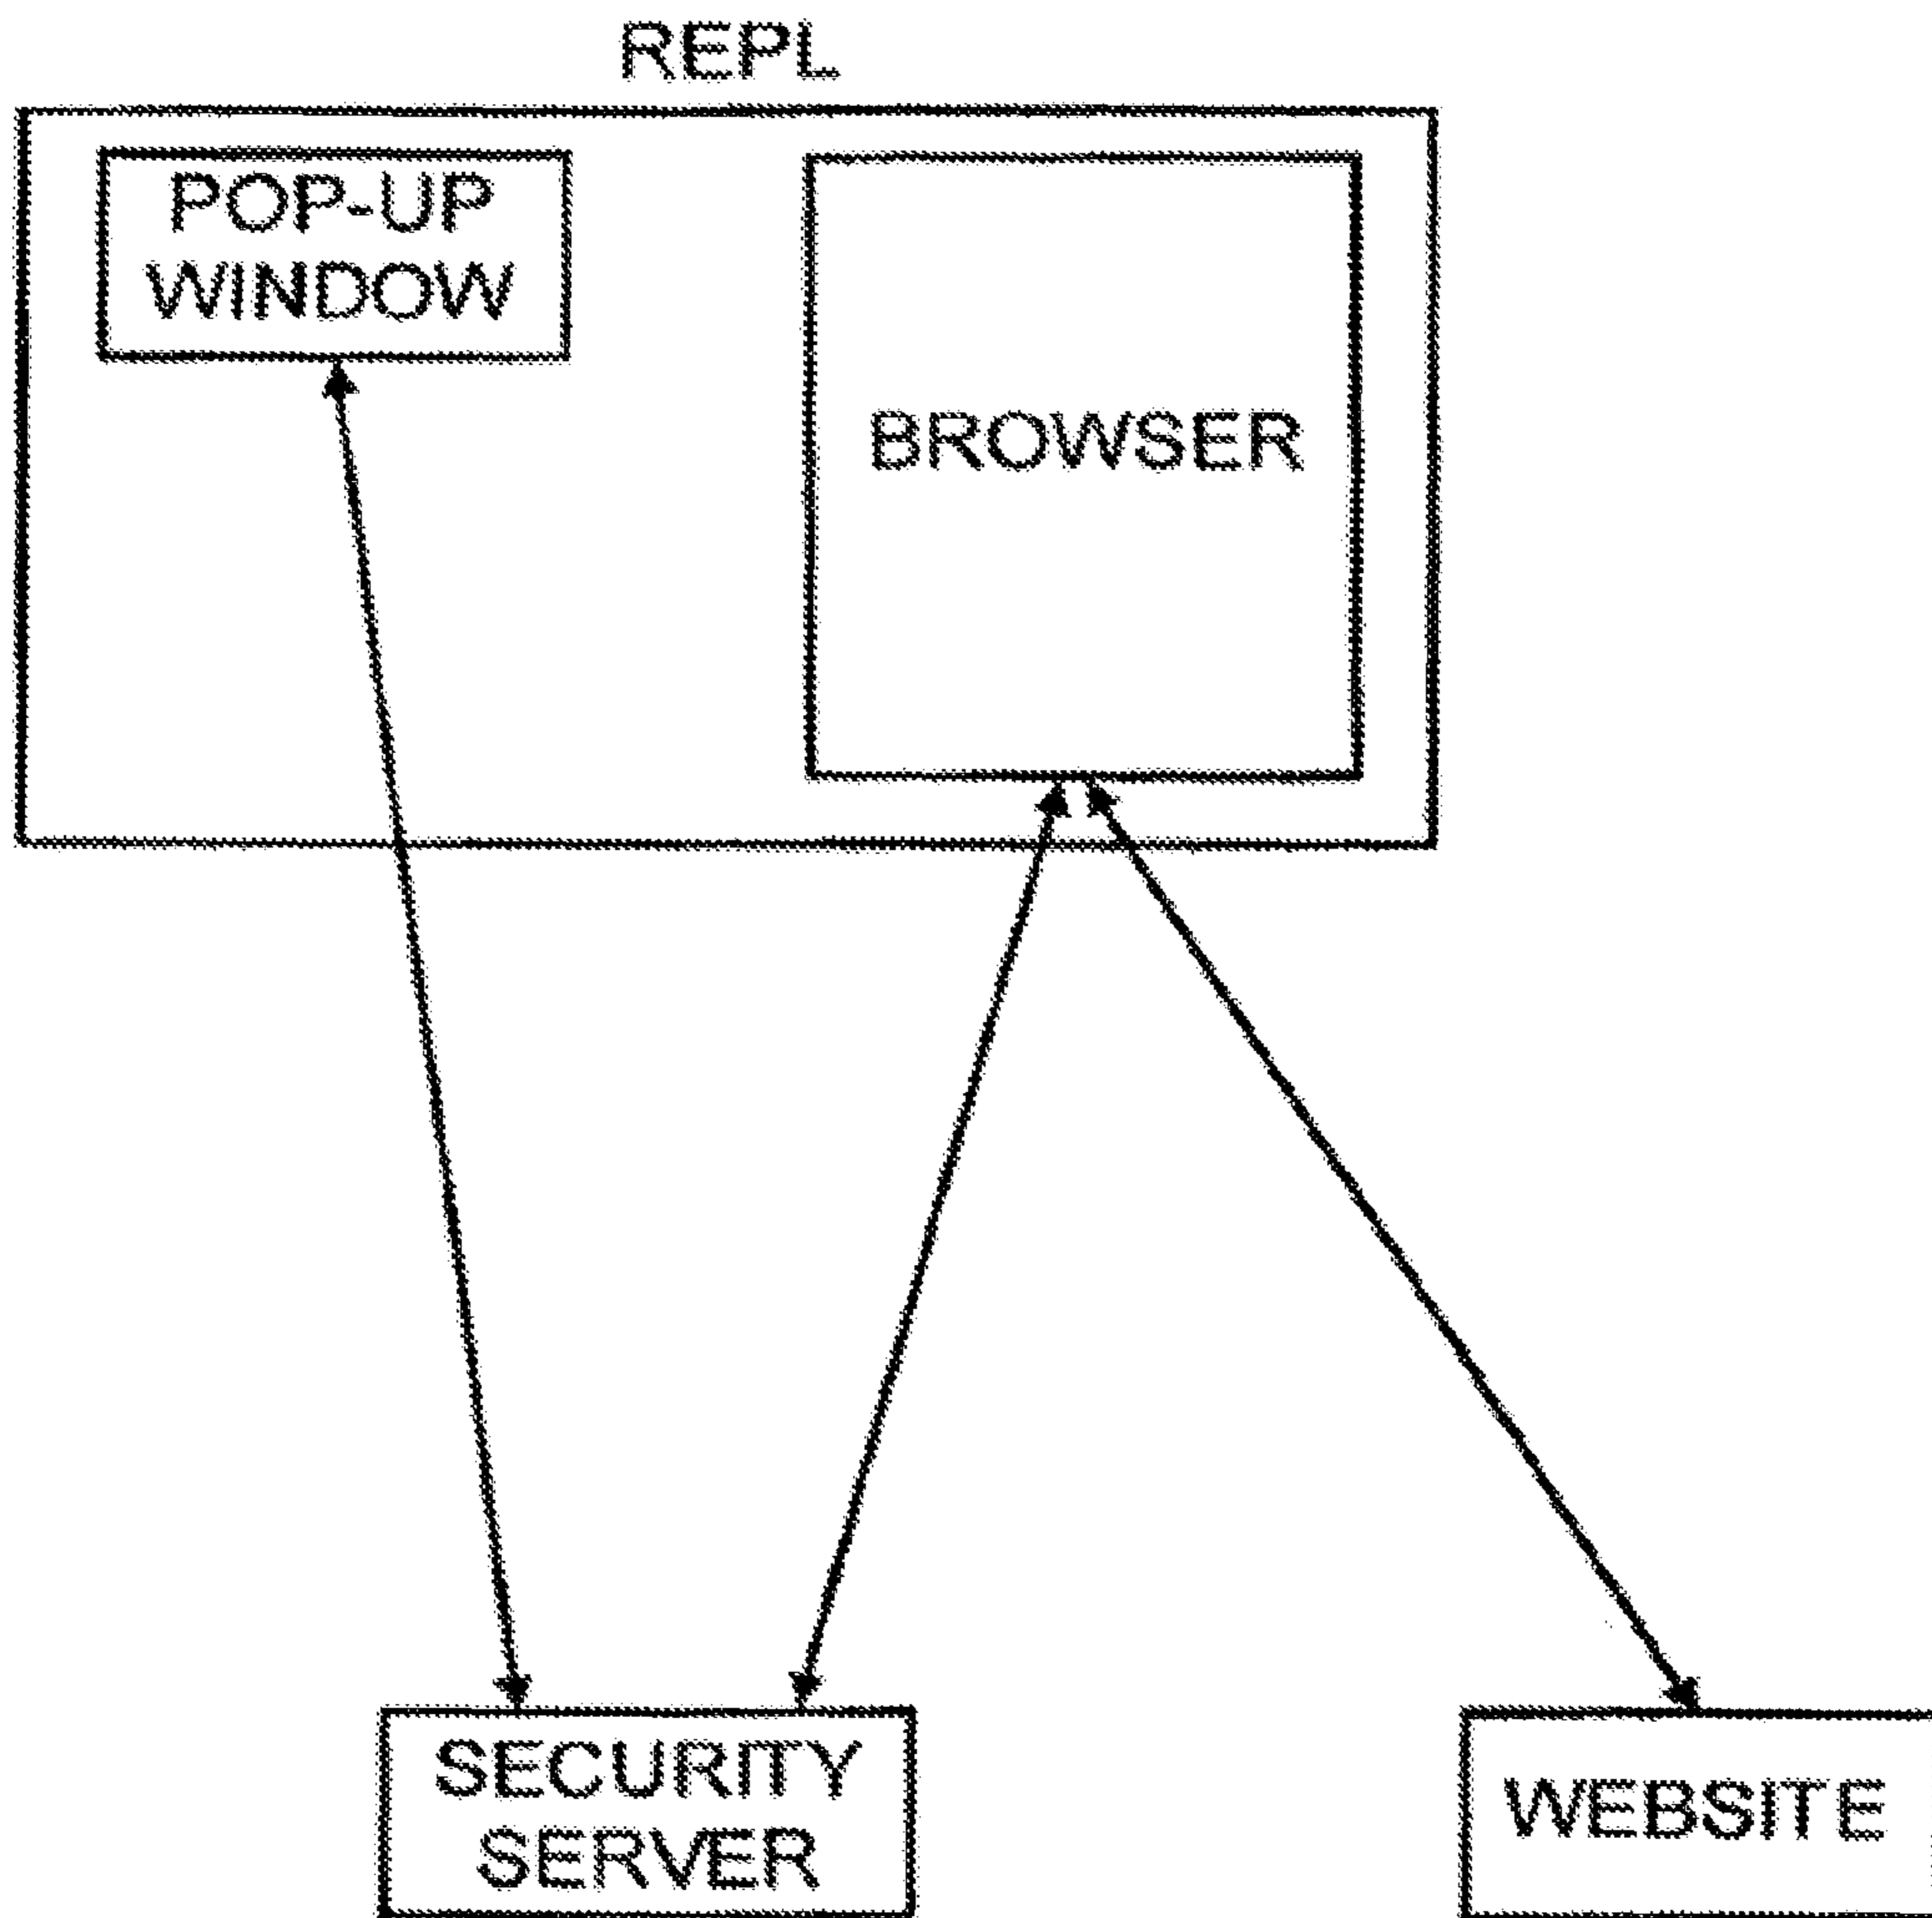 REPL
POP-UP
WINDOW
BROWSER
SECURITY
SERVER
WEBSITE